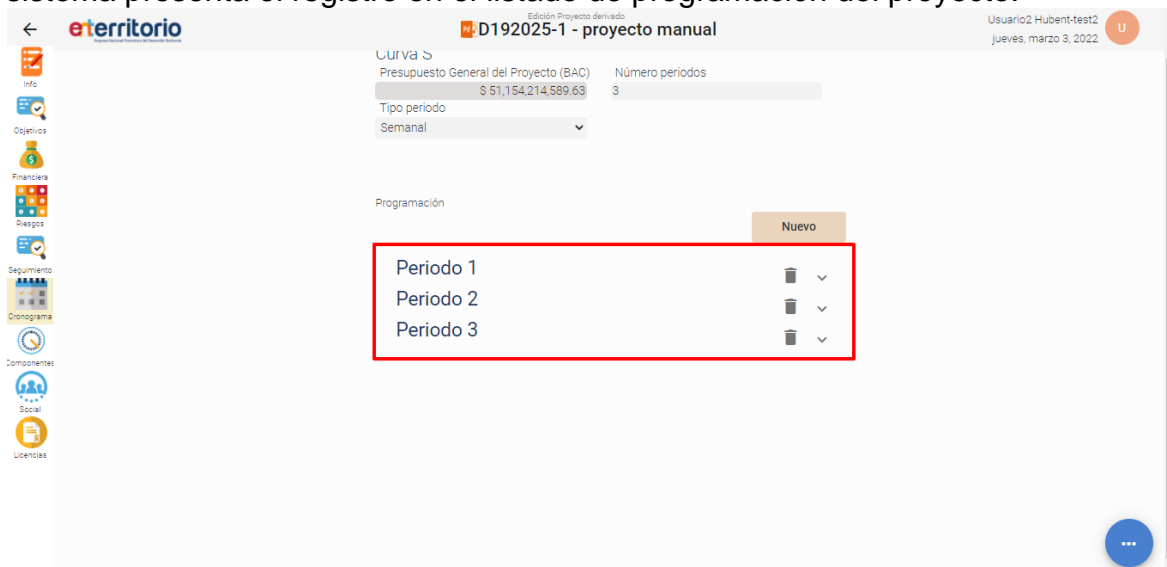 sistema presenta el registro en el listado de programación del proyecto.
Edición Proyecto derivado
D192025-1 - proyecto manual
Usuario2 Hubent-test2
jueves, marzo 3, 2022
U
eterritorio
Info
Objetivos
Financiera
Riesgos
Seguimiento
Cronograma
Componentes
Social
Licencias
Curva S
Presupuesto General del Proyecto (BAC)
Número periodos
$ 51,154,214,589.63
3
Tipo periodo
Semanal
Programación
Nuevo
Periodo 1
Periodo 2
Periodo 3